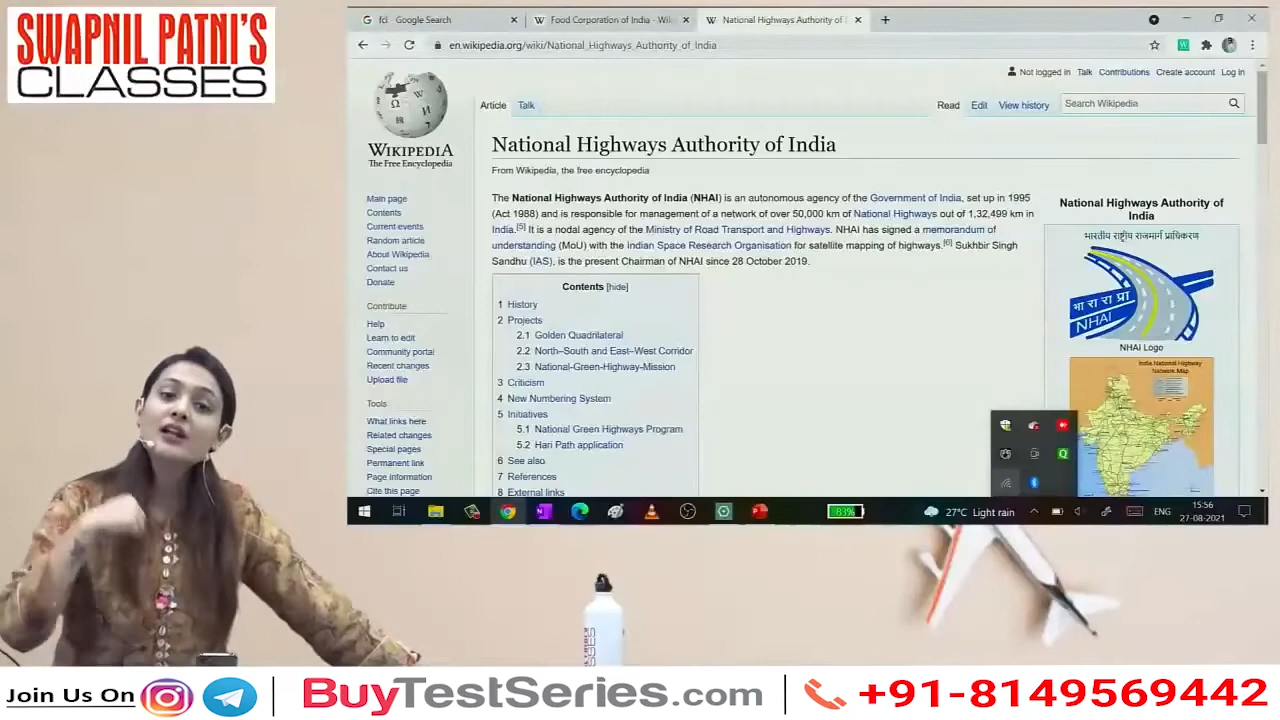 SWAPNIL PATNI'S
CLASSES
fci - Google Search
Food Corporation of India - Wiki
National Highways Authority of I
en.wikipedia.org/wiki/National_Highways_Authority_of_India
Not logged in Talk Contributions Create account Log in
Article Talk
Read Edit View history Search Wikipedia
WIKIPEDIA
The Free Encyclopedia
Main page
Contents
Current events
Random article
About Wikipedia
Contact us
Donate
Contribute
Help
Learn to edit
Community portal
Recent changes
Upload file
Tools
What links here
Related changes
Special pages
Permanent link
Page information
Cite this page
National Highways Authority of India
From Wikipedia, the free encyclopedia
The National Highways Authority of India (NHAI) is an autonomous agency of the Government of India, set up in 1995
(Act 1988) and is responsible for management of a network of over 50,000 km of National Highways out of 1,32,499 km in
India.[5] It is a nodal agency of the Ministry of Road Transport and Highways. NHAI has signed a memorandum of
understanding (MoU) with the Indian Space Research Organisation for satellite mapping of highways.[6] Sukhbir Singh
Sandhu (IAS), is the present Chairman of NHAI since 28 October 2019.
Contents [hide]
1 History
2 Projects
2.1 Golden Quadrilateral
2.2 North–South and East–West Corridor
2.3 National-Green-Highway-Mission
3 Criticism
4 New Numbering System
5 Initiatives
5.1 National Green Highways Program
5.2 Hari Path application
6 See also
7 References
8 External links
National Highways Authority of
India
भारतीय राष्ट्रीय राजमार्ग प्राधिकरण
भा रा रा प्रा
NHAI
NHAI Logo
India National Highway
Network Map
83%
27°C Light rain
ENG
15:56
27-08-2021
Join Us On
BuyTestSeries.com
+91-8149569442